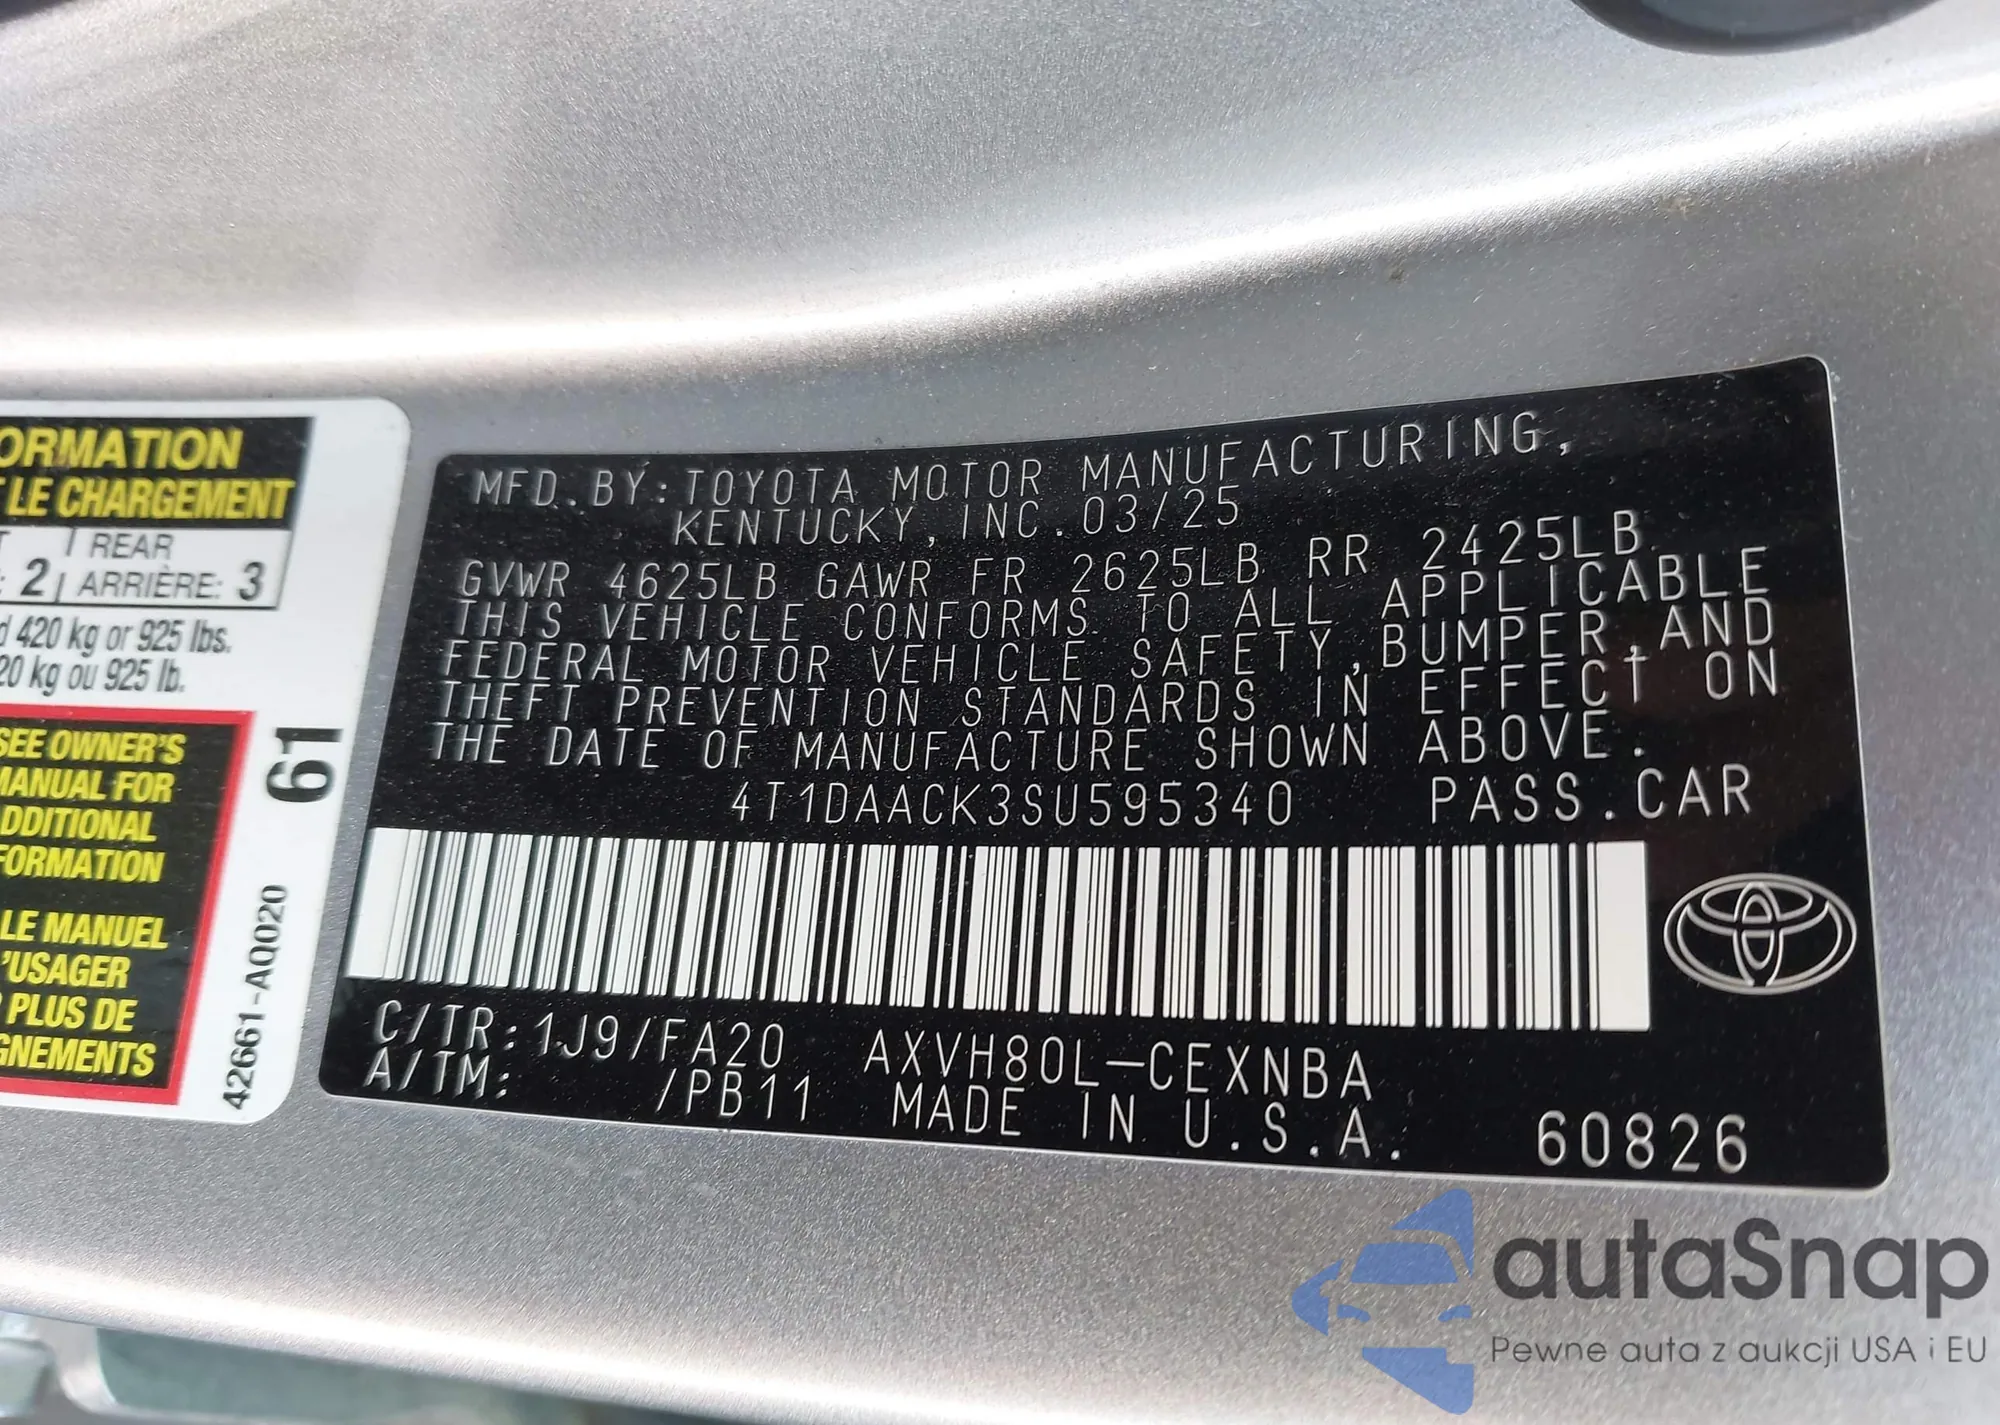 ORMATION
LE CHARGEMENT
REAR
2 ARRIÈRE: 3
420 kg or 925 lbs.
20 kg ou 925 lb.
SEE OWNER'S
MANUAL FOR
DDITIONAL
FORMATION
LE MANUEL
'USAGER
PLUS DE
GNEMENTS
61
42661-A0020
MFD.BY:TOYOTA MOTOR MANUFACTURING,
KENTUCKY, INC.03/25
GVWR 4625LB GAWR FR 2625LB RR 2425LB
THIS VEHICLE CONFORMS TO ALL APPLICABLE
FEDERAL MOTOR VEHICLE SAFETY,BUMPER,AND
THEFT PREVENTION STANDARDS IN EFFECT ON
THE DATE OF MANUFACTURE SHOWN ABOVE.
4T1DAACK3SU595340 PASS.CAR
C/TR:1J9/FA20 AXVH80L-CEXNBA
A/TM: /PB11 MADE IN U.S.A. 60826
autaSnap
Pewne auta z aukcji USA i EU